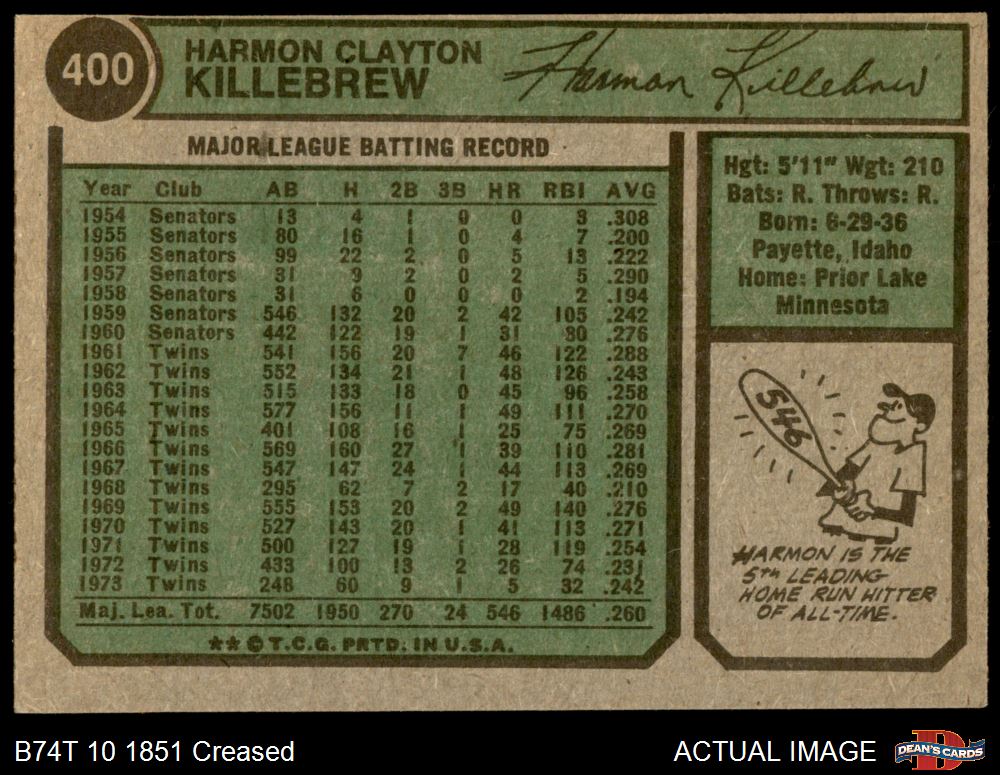 400
HARMON CLAYTON
KILLEBREW
Harmon Killebrew
MAJOR LEAGUE BATTING RECORD
Year Club AB H 2B 3B HR RBI AVG
1954 Senators 13 4 1 0 0 3 .308
1955 Senators 80 16 1 0 4 7 .200
1956 Senators 99 22 2 0 5 13 .222
1957 Senators 31 9 2 0 2 5 .290
1958 Senators 31 6 0 0 0 2 .194
1959 Senators 546 132 20 2 42 105 .242
1960 Senators 442 122 19 1 31 80 .276
1961 Twins 541 156 20 7 46 122 .288
1962 Twins 552 134 21 1 48 126 .243
1963 Twins 515 133 18 0 45 96 .258
1964 Twins 577 156 11 1 49 111 .270
1965 Twins 401 108 16 1 25 75 .269
1966 Twins 569 160 27 1 39 110 .281
1967 Twins 547 147 24 1 44 113 .269
1968 Twins 295 62 7 2 17 40 .210
1969 Twins 555 153 20 2 49 140 .276
1970 Twins 527 143 20 1 41 113 .271
1971 Twins 500 127 19 1 28 119 .254
1972 Twins 433 100 13 2 26 74 .231
1973 Twins 248 60 9 1 5 32 .242
Maj. Lea. Tot. 7502 1950 270 24 546 1486 .260
** © T.C.G. PRTD. IN U.S.A.
Hgt: 5'11" Wgt: 210
Bats: R. Throws: R.
Born: 6-29-36
Payette, Idaho
Home: Prior Lake
Minnesota
546
HARMON IS THE
5th LEADING
HOME RUN HITTER
OF ALL-TIME.
B74T 10 1851 Creased
ACTUAL IMAGE
DEAN'S CARDS